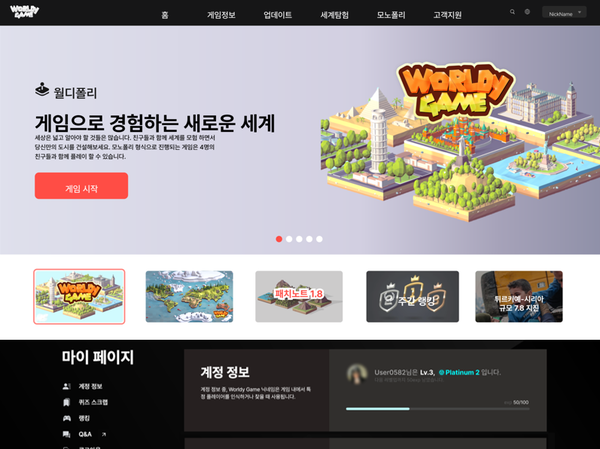 WORLDY GAME
홈 게임정보 업데이트 세계탐험 모노폴리 고객지원 NickName
월디폴리
WORLDY GAME
게임으로 경험하는 새로운 세계
세상은 넓고 알아야 할 것들은 많습니다. 친구들과 함께 세계를 모험 하면서
당신만의 도시를 건설해보세요. 모노폴리 형식으로 진행되는 게임은 4명의
친구들과 함께 플레이 할 수 있습니다.
게임 시작
WORLDY GAME
패치노트 1.8
주간 랭킹
튀르키예-시리아
규모 7.8 지진
마이 페이지
계정 정보
퀴즈 스크랩
랭킹
Q&A
계정 정보
계정 정보 중, Worldy Game 닉네임은 게임 내에서 특
정 플레이어를 인식하거나 찾을 때 사용됩니다.
User0582님은 Lv.3, Platinum 2 입니다.
50/100